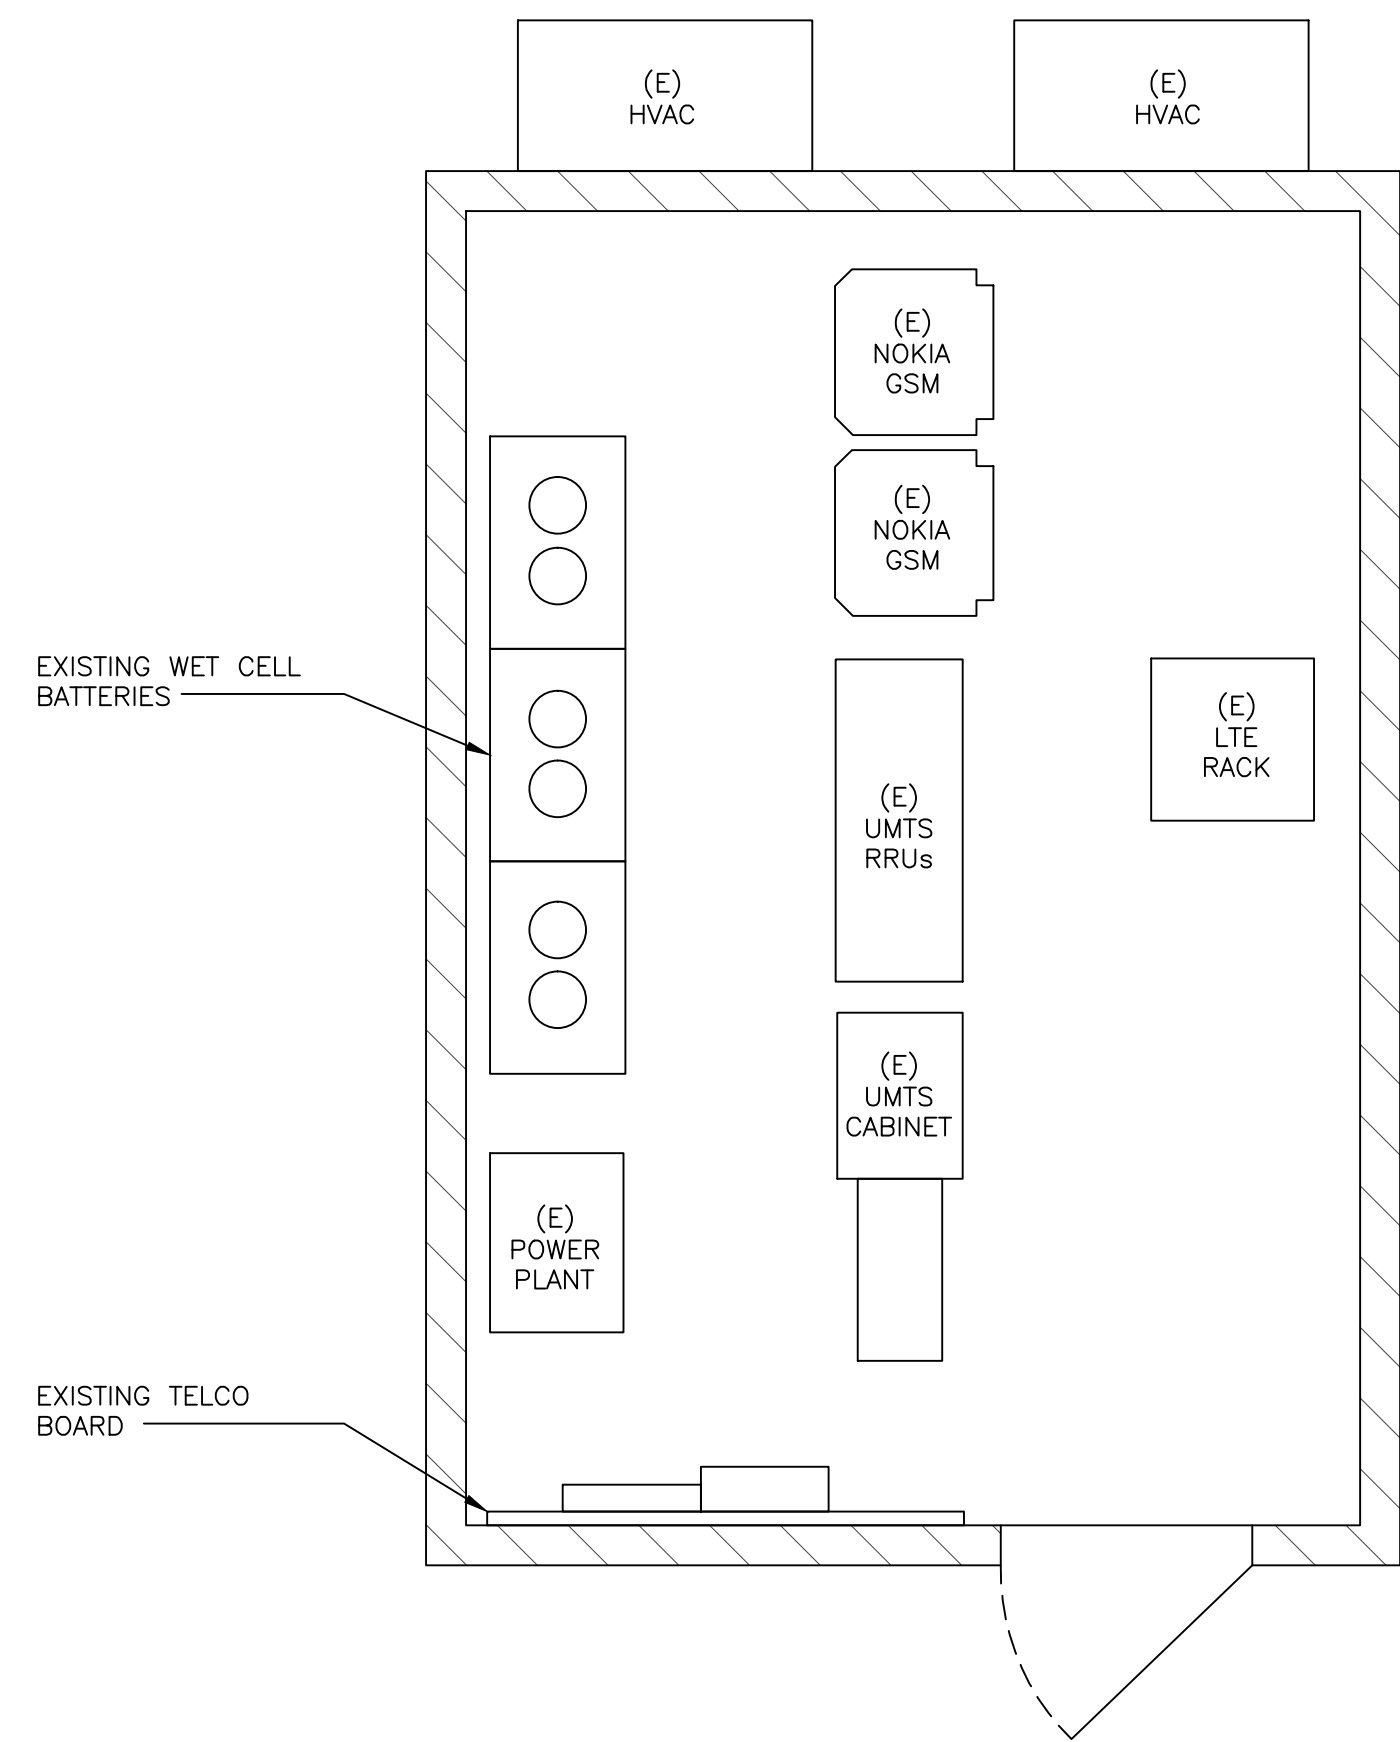 (E)
HVAC
(E)
HVAC
(E)
NOKIA
GSM
(E)
NOKIA
GSM
EXISTING WET CELL
BATTERIES
(E)
LTE
RACK
(E)
UMTS
RRUs
(E)
UMTS
CABINET
(E)
POWER
PLANT
EXISTING TELCO
BOARD